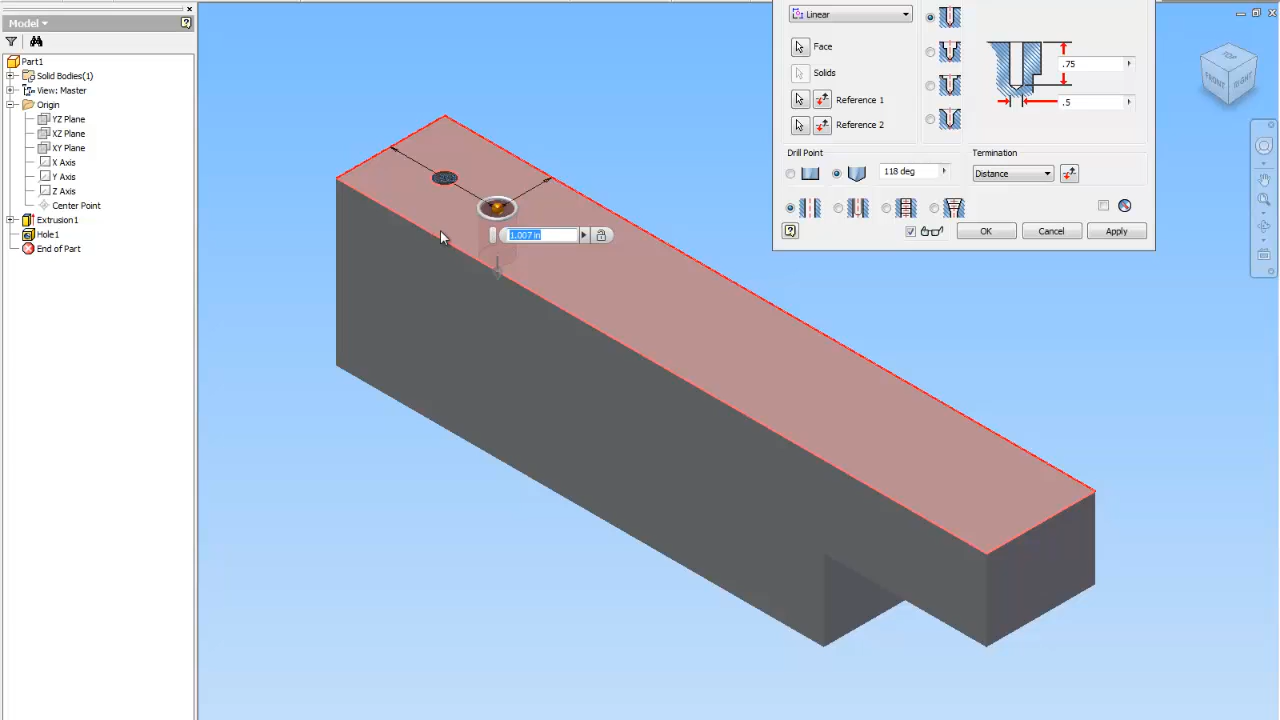 Model
Part1
Solid Bodies(1)
View: Master
Origin
YZ Plane
XZ Plane
XY Plane
X Axis
Y Axis
Z Axis
Center Point
Extrusion1
Hole1
End of Part
1.007 in
Linear
Face
Solids
Reference 1
Reference 2
.75
.5
Drill Point
118 deg
Termination
Distance
OK
Cancel
Apply
FRONT
RIGHT